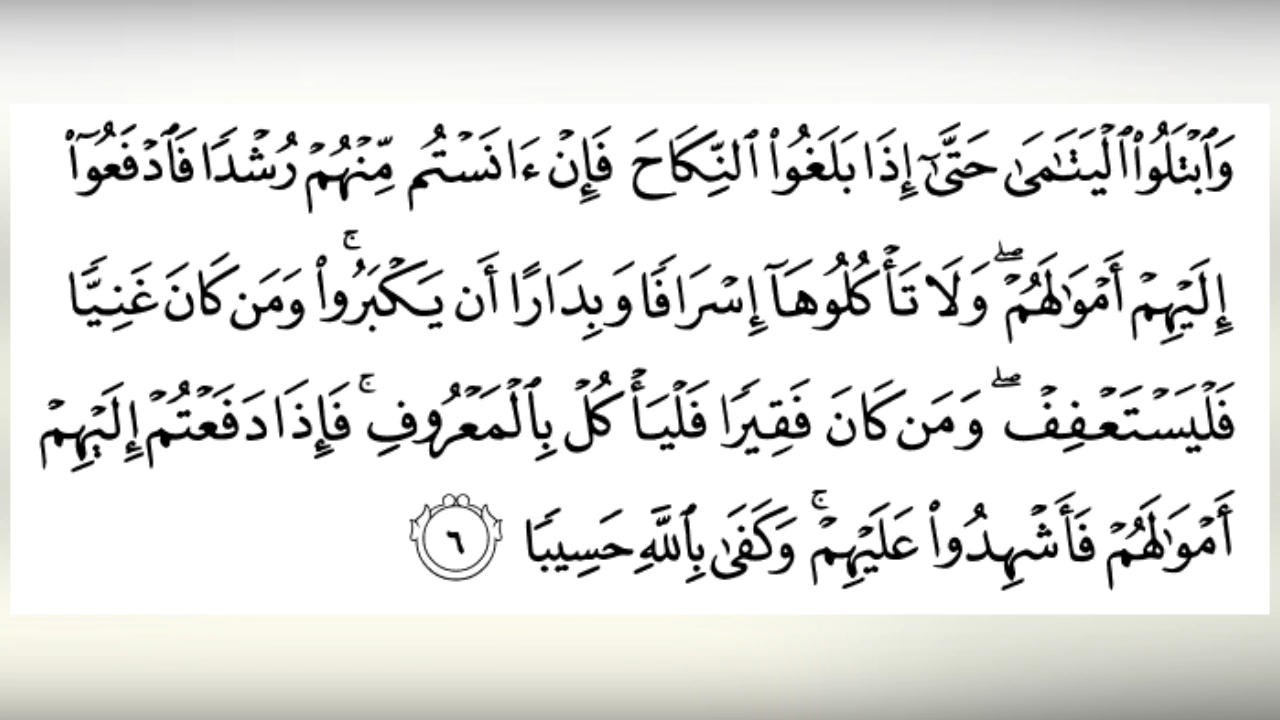 وَٱبۡتَلُواْ ٱلۡيَتَٰمَىٰ حَتَّىٰٓ إِذَا بَلَغُواْ ٱلنِّكَاحَ فَإِنۡ ءَانَسۡتُم مِّنۡهُمۡ رُشۡدٗا فَٱدۡفَعُوٓاْ
إِلَيۡهِمۡ أَمۡوَٰلَهُمۡۖ وَلَا تَأۡكُلُوهَآ إِسۡرَافٗا وَبِدَارًا أَن يَكۡبَرُواْۚ وَمَن كَانَ غَنِيّٗا
فَلۡيَسۡتَعۡفِفۡۖ وَمَن كَانَ فَقِيرٗا فَلۡيَأۡكُلۡ بِٱلۡمَعۡرُوفِۚ فَإِذَا دَفَعۡتُمۡ إِلَيۡهِمۡ
أَمۡوَٰلَهُمۡ فَأَشۡهِدُواْ عَلَيۡهِمۡۚ وَكَفَىٰ بِٱللَّهِ حَسِيبٗا ٦